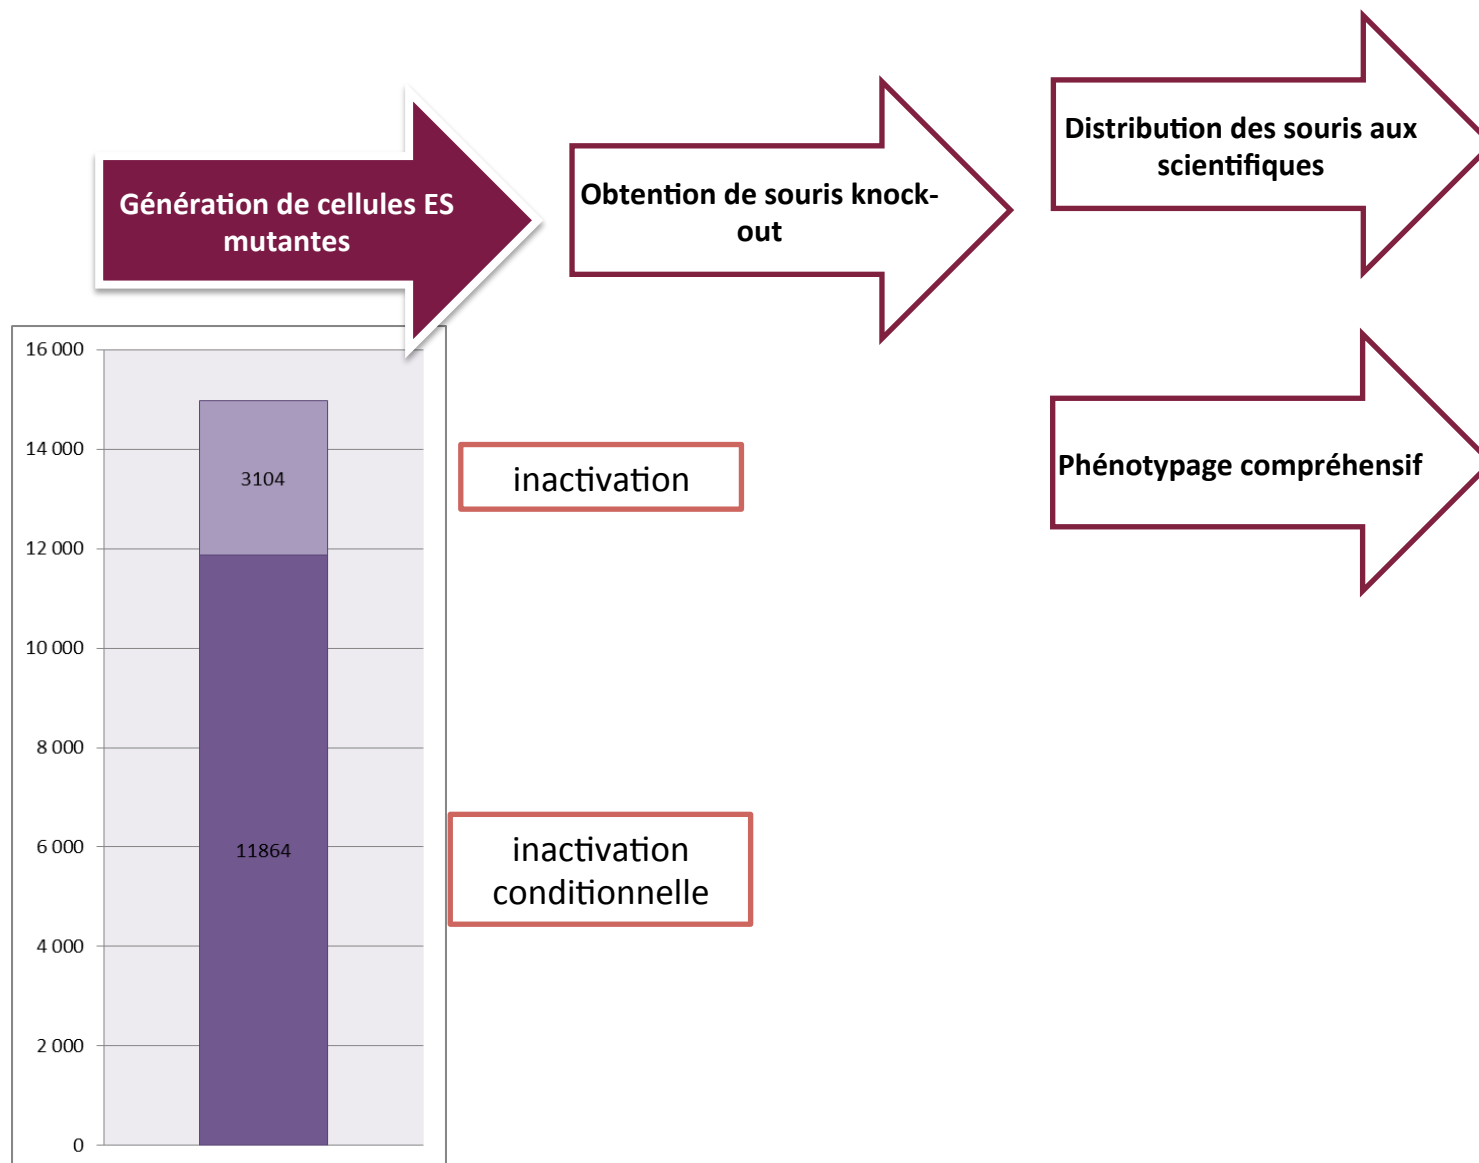 Génération de cellules ES
mutantes
Obtention de souris knock-
out
Distribution des souris aux
scientifiques
Phénotypage compréhensif
16 000
14 000
12 000
10 000
8 000
6 000
4 000
2 000
0
3104
11864
inactivation
inactivation
conditionnelle